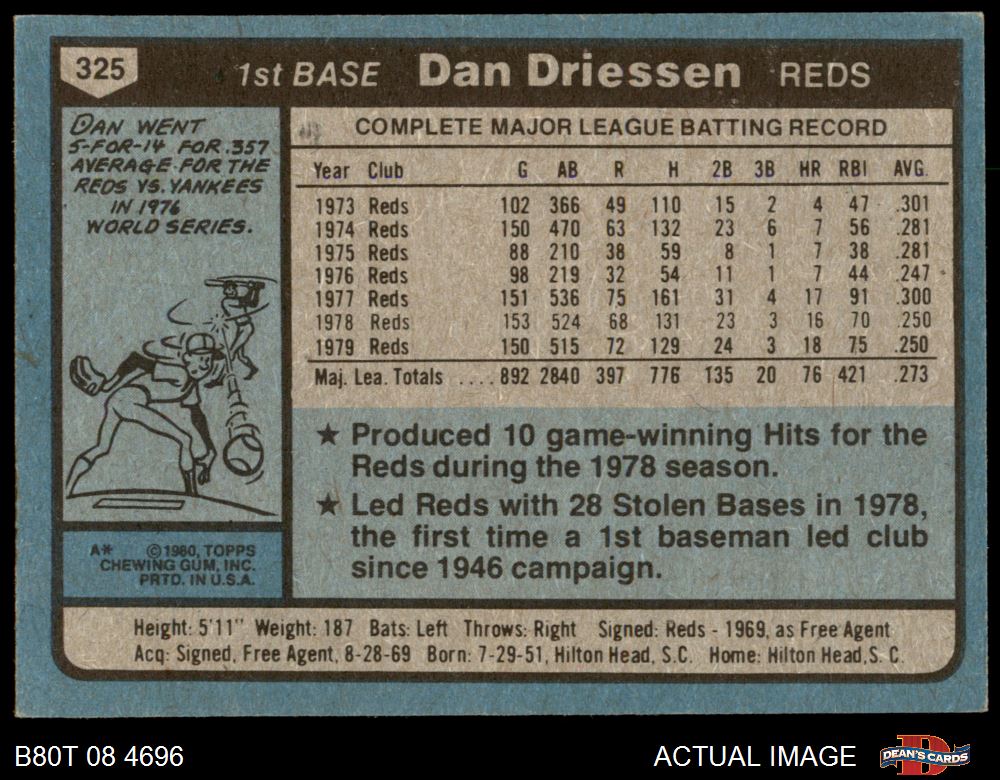 325
1st BASE Dan Driessen REDS
DAN WENT
5-FOR-14 FOR .357
AVERAGE FOR THE
REDS VS. YANKEES
IN 1976
WORLD SERIES.
COMPLETE MAJOR LEAGUE BATTING RECORD
Year Club G AB R H 2B 3B HR RBI AVG.
1973 Reds 102 366 49 110 15 2 4 47 .301
1974 Reds 150 470 63 132 23 6 7 56 .281
1975 Reds 88 210 38 59 8 1 7 38 .281
1976 Reds 98 219 32 54 11 1 7 44 .247
1977 Reds 151 536 75 161 31 4 17 91 .300
1978 Reds 153 524 68 131 23 3 16 70 .250
1979 Reds 150 515 72 129 24 3 18 75 .250
Maj. Lea. Totals .... 892 2840 397 776 135 20 76 421 .273
★ Produced 10 game-winning Hits for the
Reds during the 1978 season.
★ Led Reds with 28 Stolen Bases in 1978,
the first time a 1st baseman led club
since 1946 campaign.
A* ©1980, TOPPS
CHEWING GUM, INC.
PRTD. IN U.S.A.
Height: 5'11" Weight: 187 Bats: Left Throws: Right Signed: Reds - 1969, as Free Agent
Acq: Signed, Free Agent, 8-28-69 Born: 7-29-51, Hilton Head, S.C. Home: Hilton Head, S. C.
B80T 08 4696
ACTUAL IMAGE
DEAN'S CARDS